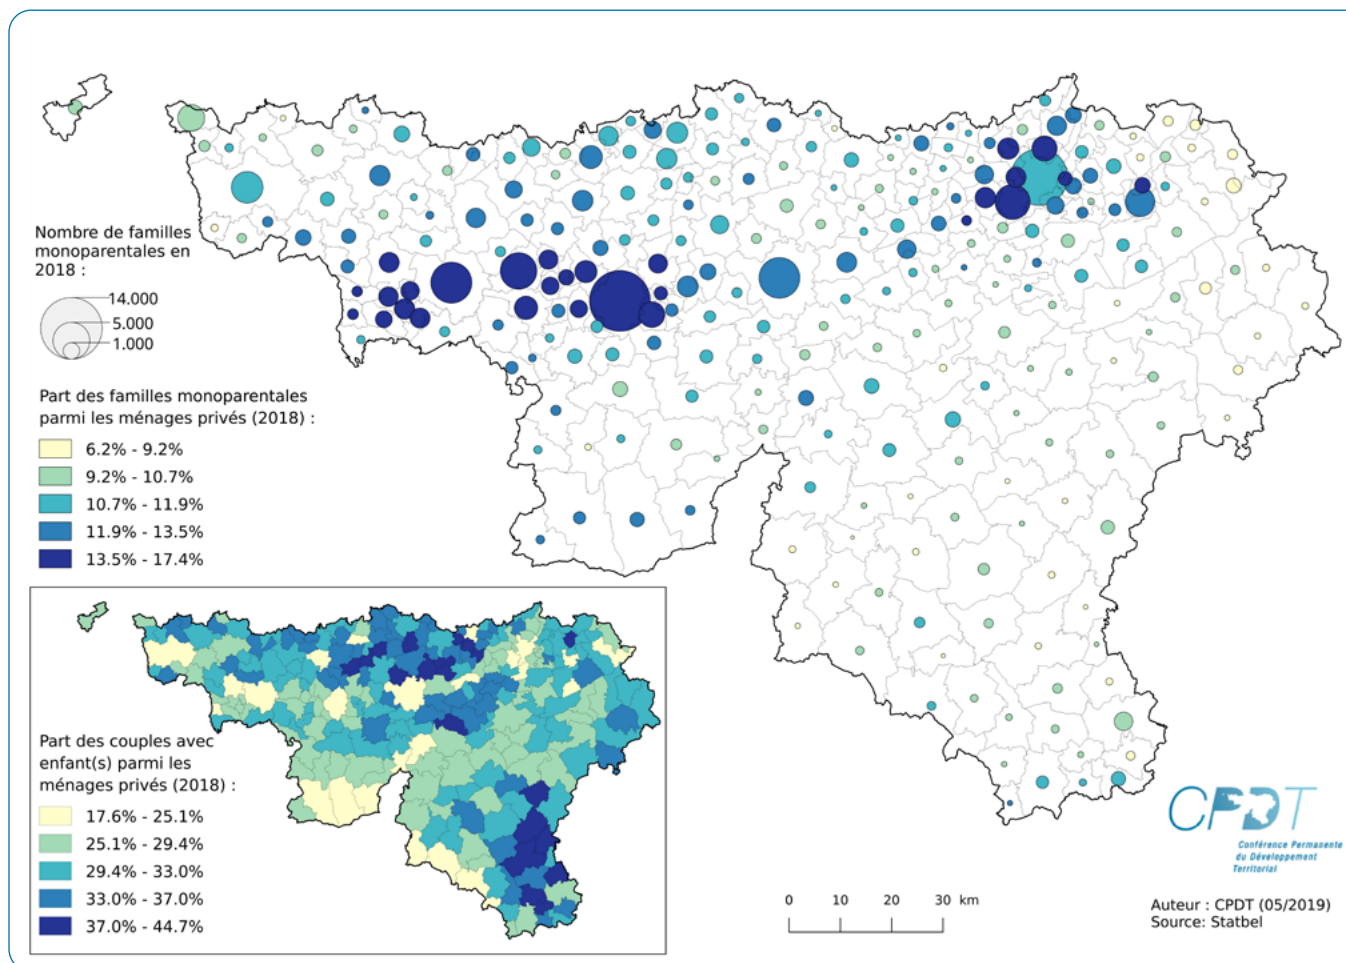 Nombre de familles
monoparentales en
2018 :
14.000
5.000
1.000
Part des familles monoparentales
parmi les ménages privés (2018) :
6.2% - 9.2%
9.2% - 10.7%
10.7% - 11.9%
11.9% - 13.5%
13.5% - 17.4%
Part des couples avec
enfant(s) parmi les
ménages privés (2018) :
17.6% - 25.1%
25.1% - 29.4%
29.4% - 33.0%
33.0% - 37.0%
37.0% - 44.7%
0 10 20 30 km
CPDT
Conférence Permanente
du Développement
Territorial
Auteur : CPDT (05/2019)
Source: Statbel